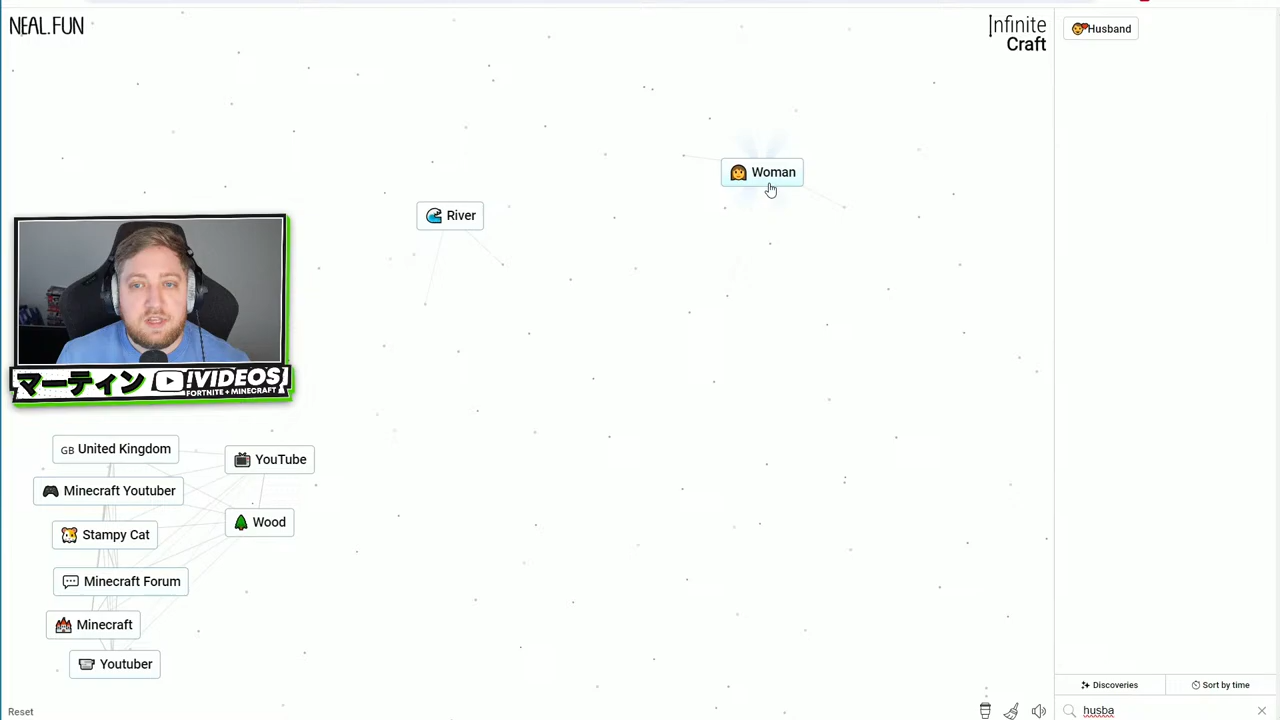 NEAL.FUN
Infinite
Craft
Husband
Woman
River
マーティン !VIDEOS
FORTNITE + MINECRAFT
GB United Kingdom
YouTube
Minecraft Youtuber
Wood
Stampy Cat
Minecraft Forum
Minecraft
Youtuber
Reset
Discoveries
Sort by time
husba